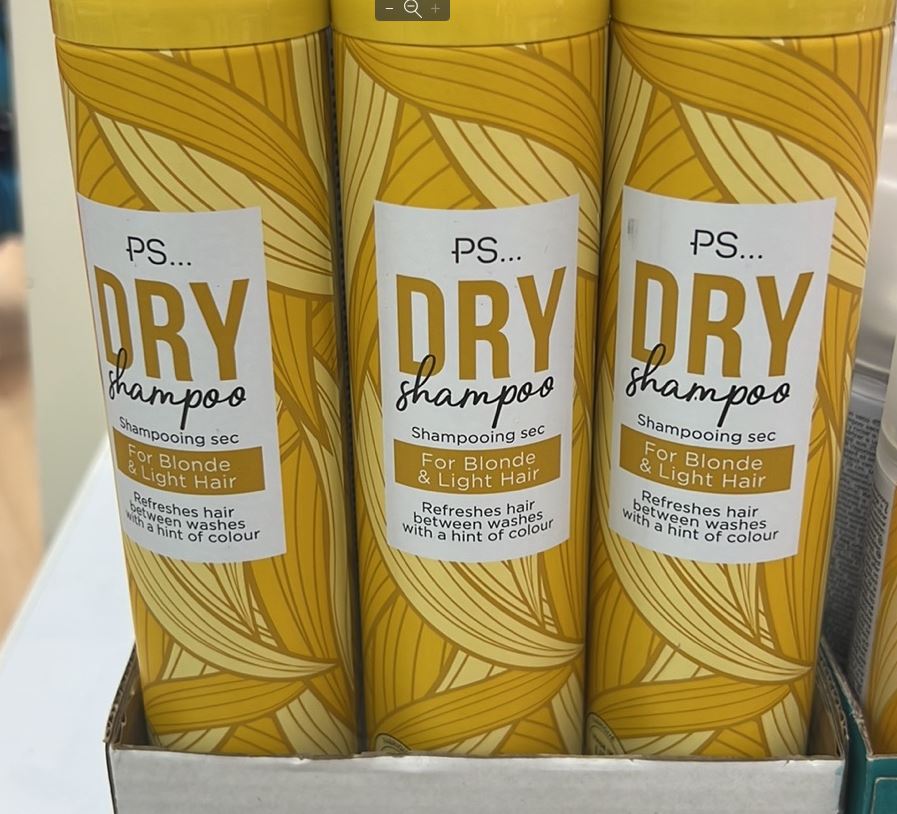 PS...
DRY
shampoo
Shampooing sec
For Blonde
& Light Hair
Refreshes hair
between washes
with a hint of colour
PS...
DRY
shampoo
Shampooing sec
For Blonde
& Light Hair
Refreshes hair
between washes
with a hint of colour
PS...
DRY
shampoo
Shampooing sec
For Blonde
& Light Hair
Refreshes hair
between washes
with a hint of colour